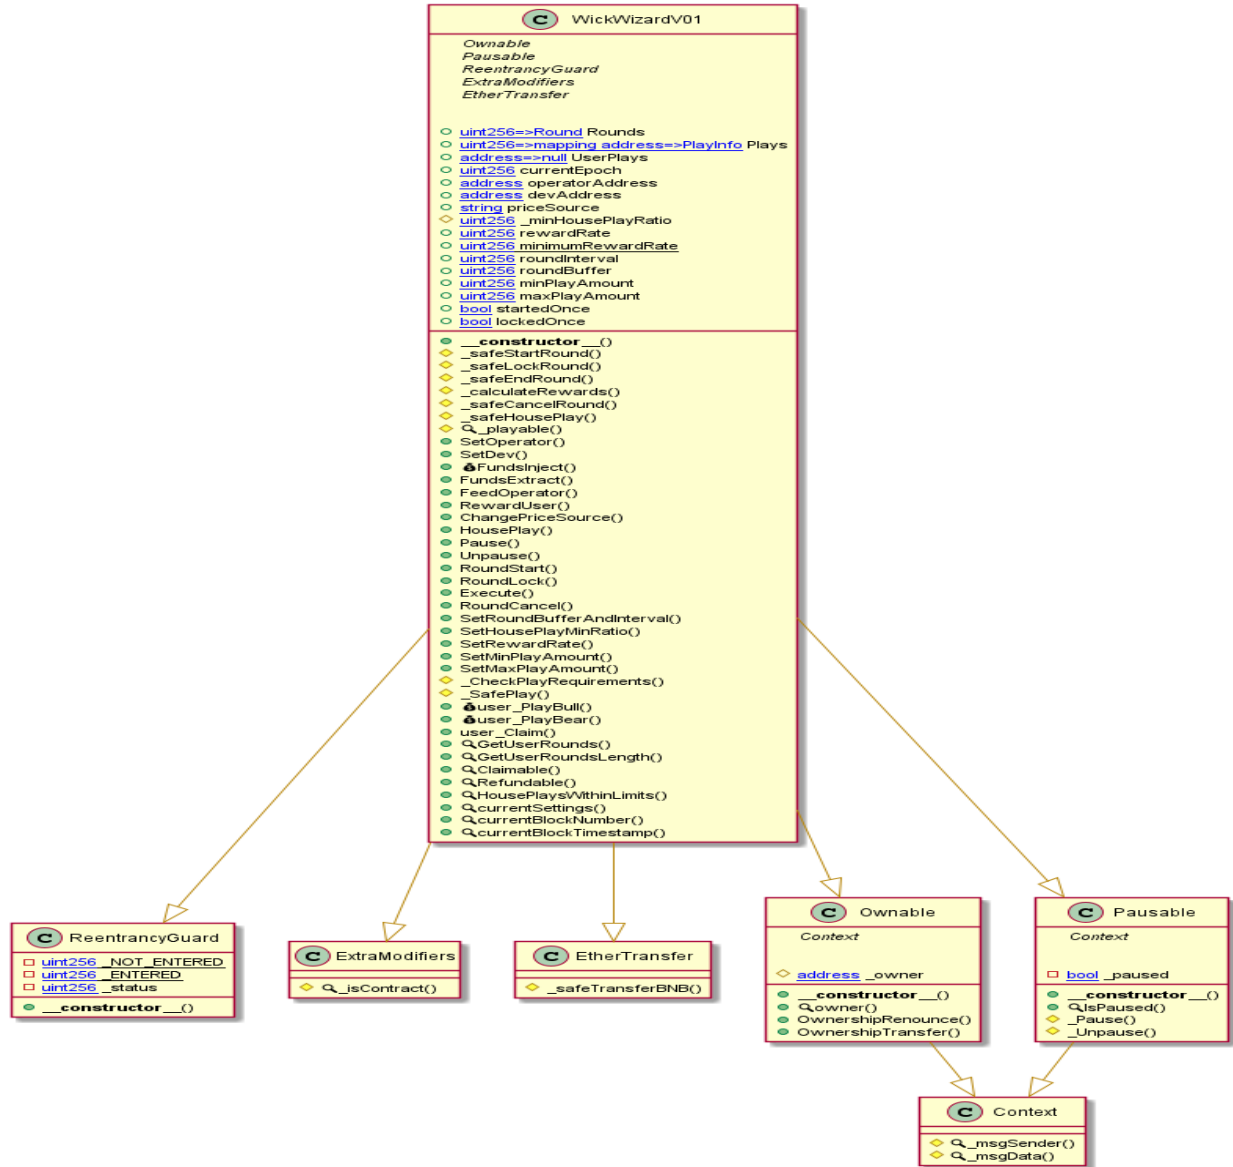 C WickWizardV01
Ownable
Pausable
ReentrancyGuard
ExtraModifiers
EtherTransfer
uint256=>Round Rounds
uint256=>mapping address=>PlayInfo Plays
address=>null UserPlays
uint256 currentEpoch
address operatorAddress
address devAddress
string priceSource
uint256 _minHousePlayRatio
uint256 rewardRate
uint256 minimumRewardRate
uint256 roundInterval
uint256 roundBuffer
uint256 minPlayAmount
uint256 maxPlayAmount
bool startedOnce
bool lockedOnce
__constructor__()
_safeStartRound()
_safeLockRound()
_safeEndRound()
_calculateRewards()
_safeCancelRound()
_safeHousePlay()
_playable()
SetOperator()
SetDev()
FundsInject()
FundsExtract()
FeedOperator()
RewardUser()
ChangePriceSource()
HousePlay()
Pause()
Unpause()
RoundStart()
RoundLock()
Execute()
RoundCancel()
SetRoundBufferAndInterval()
SetHousePlayMinRatio()
SetRewardRate()
SetMinPlayAmount()
SetMaxPlayAmount()
_CheckPlayRequirements()
_SafePlay()
user_PlayBull()
user_PlayBear()
user_Claim()
GetUserRounds()
GetUserRoundsLength()
Claimable()
Refundable()
HousePlaysWithinLimits()
currentSettings()
currentBlockNumber()
currentBlockTimestamp()
C ReentrancyGuard
uint256 _NOT_ENTERED
uint256 _ENTERED
uint256 _status
__constructor__()
C ExtraModifiers
_isContract()
C EtherTransfer
_safeTransferBNB()
C Ownable
Context
address _owner
__constructor__()
owner()
OwnershipRenounce()
OwnershipTransfer()
C Pausable
Context
bool _paused
__constructor__()
IsPaused()
_Pause()
_Unpause()
C Context
_msgSender()
_msgData()